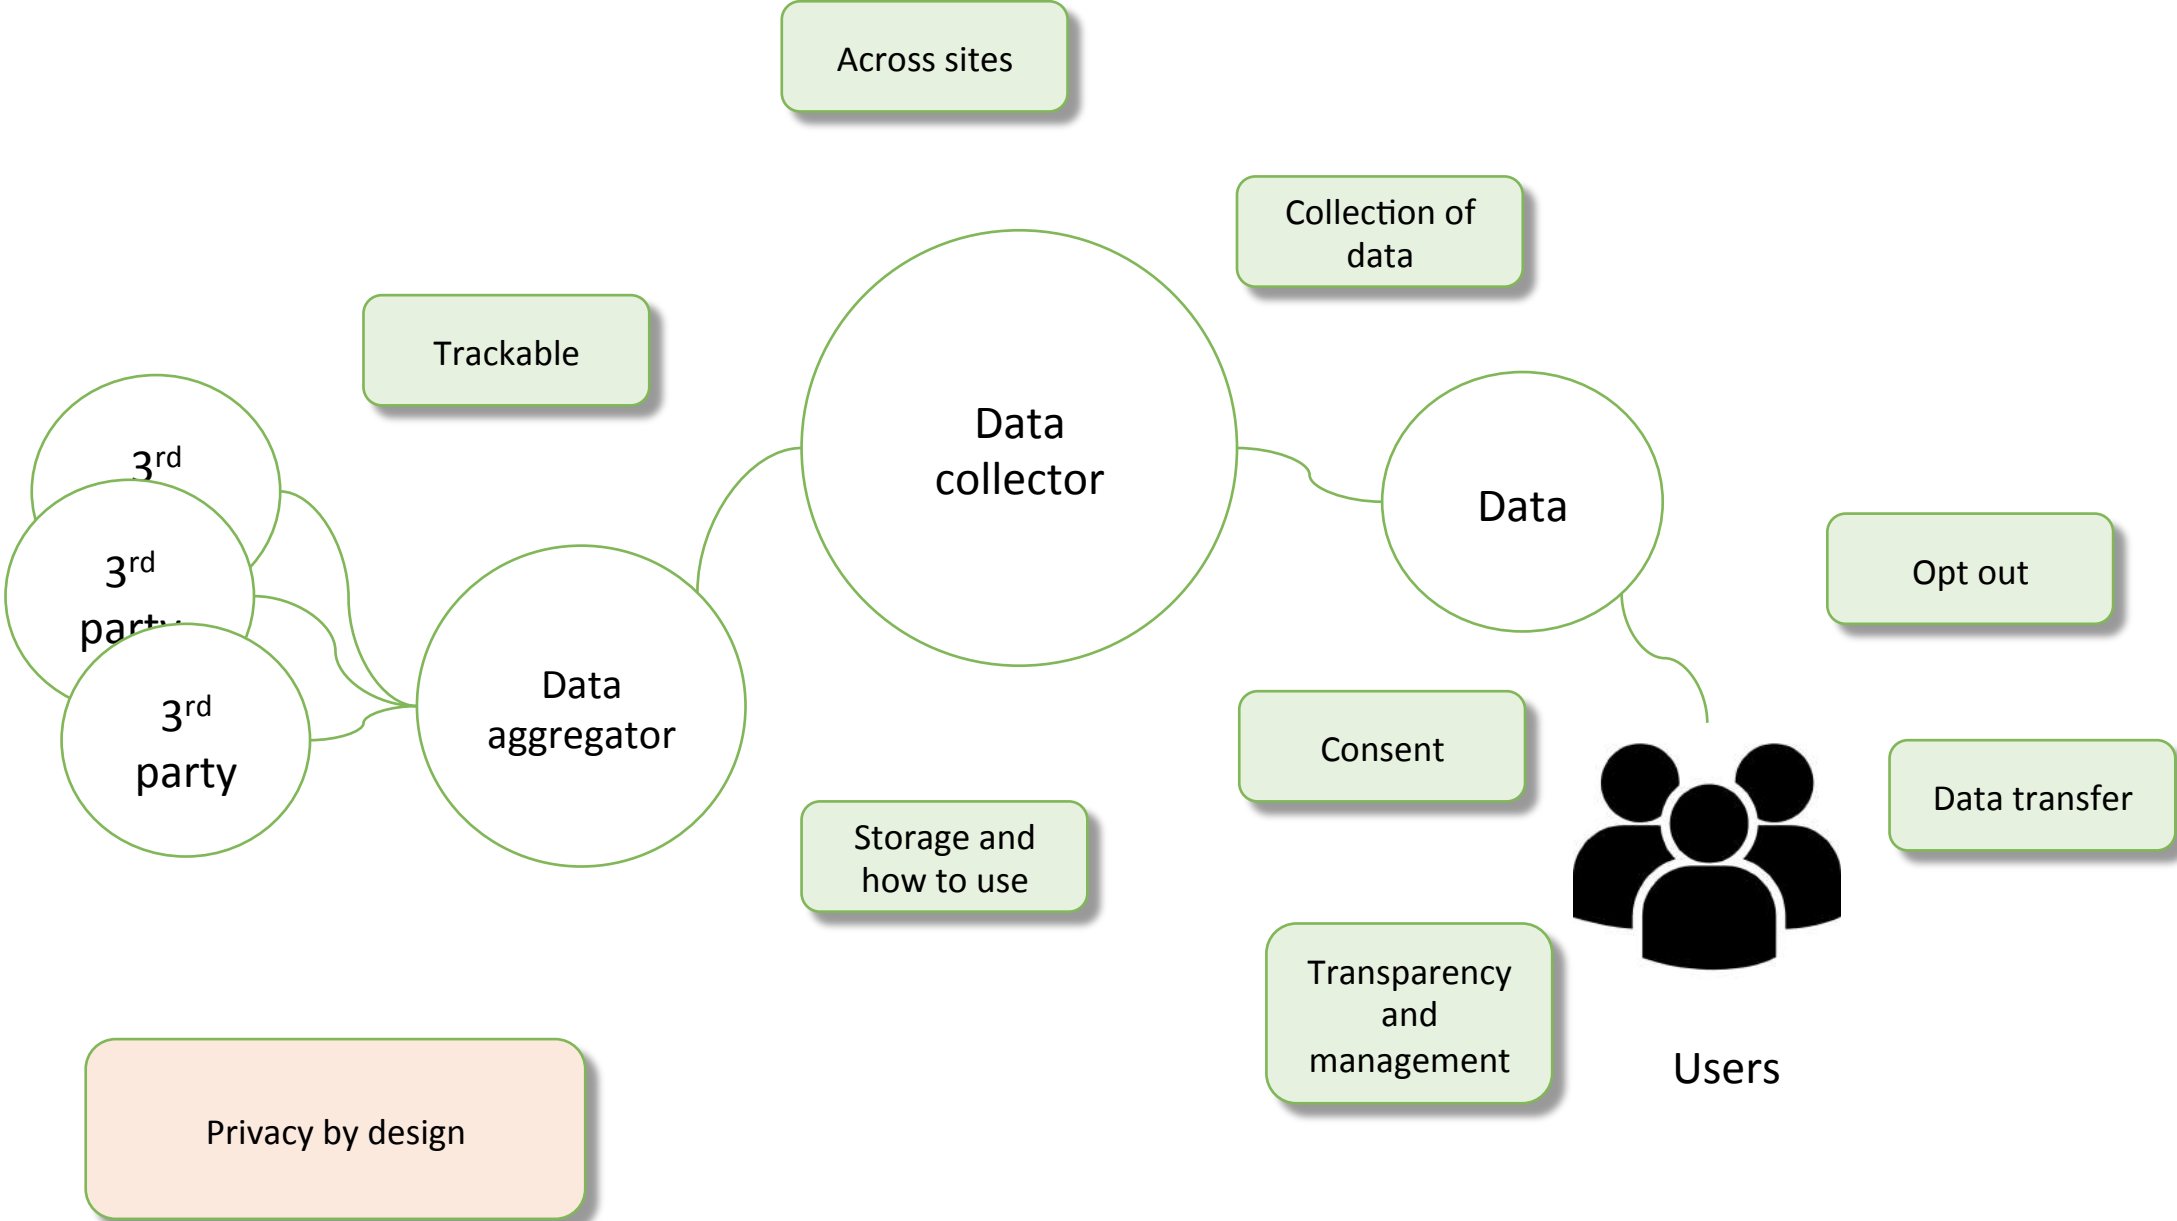 Across sites
Collection of
data
Trackable
Data
collector
3rd
3rd
party
3rd
party
Data
Opt out
Data
aggregator
Consent
Data transfer
Storage and
how to use
Transparency
and
management
Users
Privacy by design